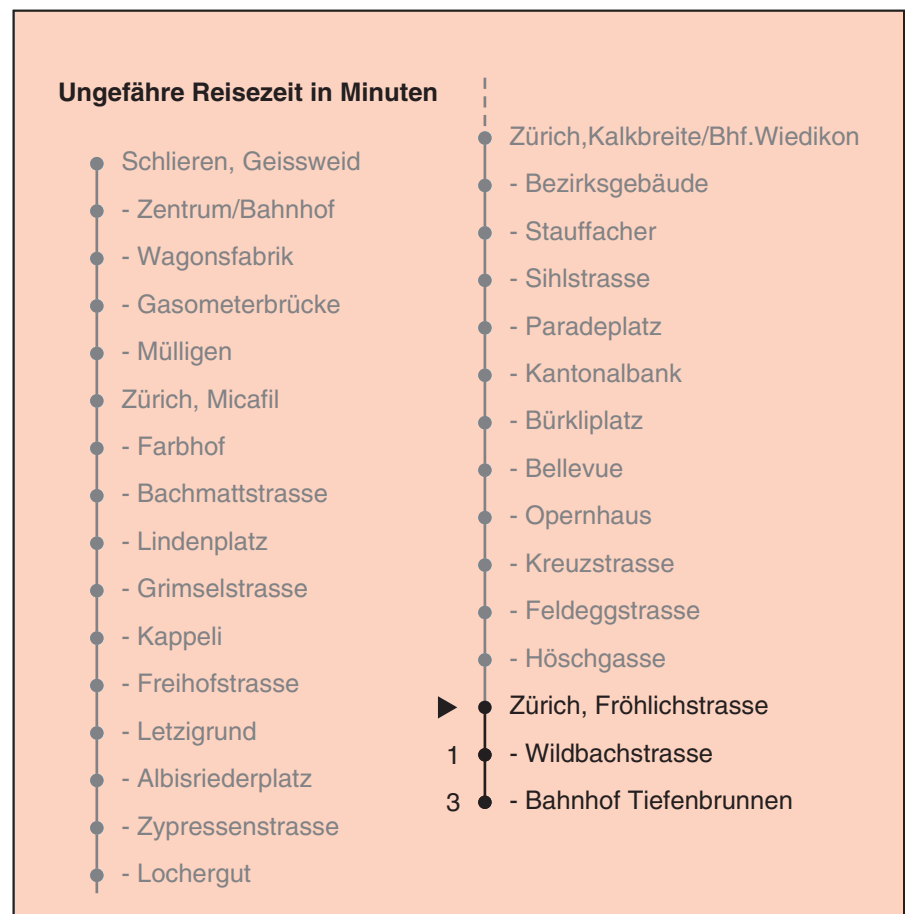 Ungefähre Reisezeit in Minuten
Schlieren, Geissweid
- Zentrum/Bahnhof
- Wagonsfabrik
- Gasometerbrücke
- Mülligen
Zürich, Micafil
- Farbhof
- Bachmattstrasse
- Lindenplatz
- Grimselstrasse
- Kappeli
- Freihofstrasse
- Letzigrund
- Albisriederplatz
- Zypressenstrasse
- Lochergut
Zürich,Kalkbreite/Bhf.Wiedikon
- Bezirksgebäude
- Stauffacher
- Sihlstrasse
- Paradeplatz
- Kantonalbank
- Bürkliplatz
- Bellevue
- Opernhaus
- Kreuzstrasse
- Feldeggstrasse
- Höschgasse
Zürich, Fröhlichstrasse
1 - Wildbachstrasse
3 - Bahnhof Tiefenbrunnen